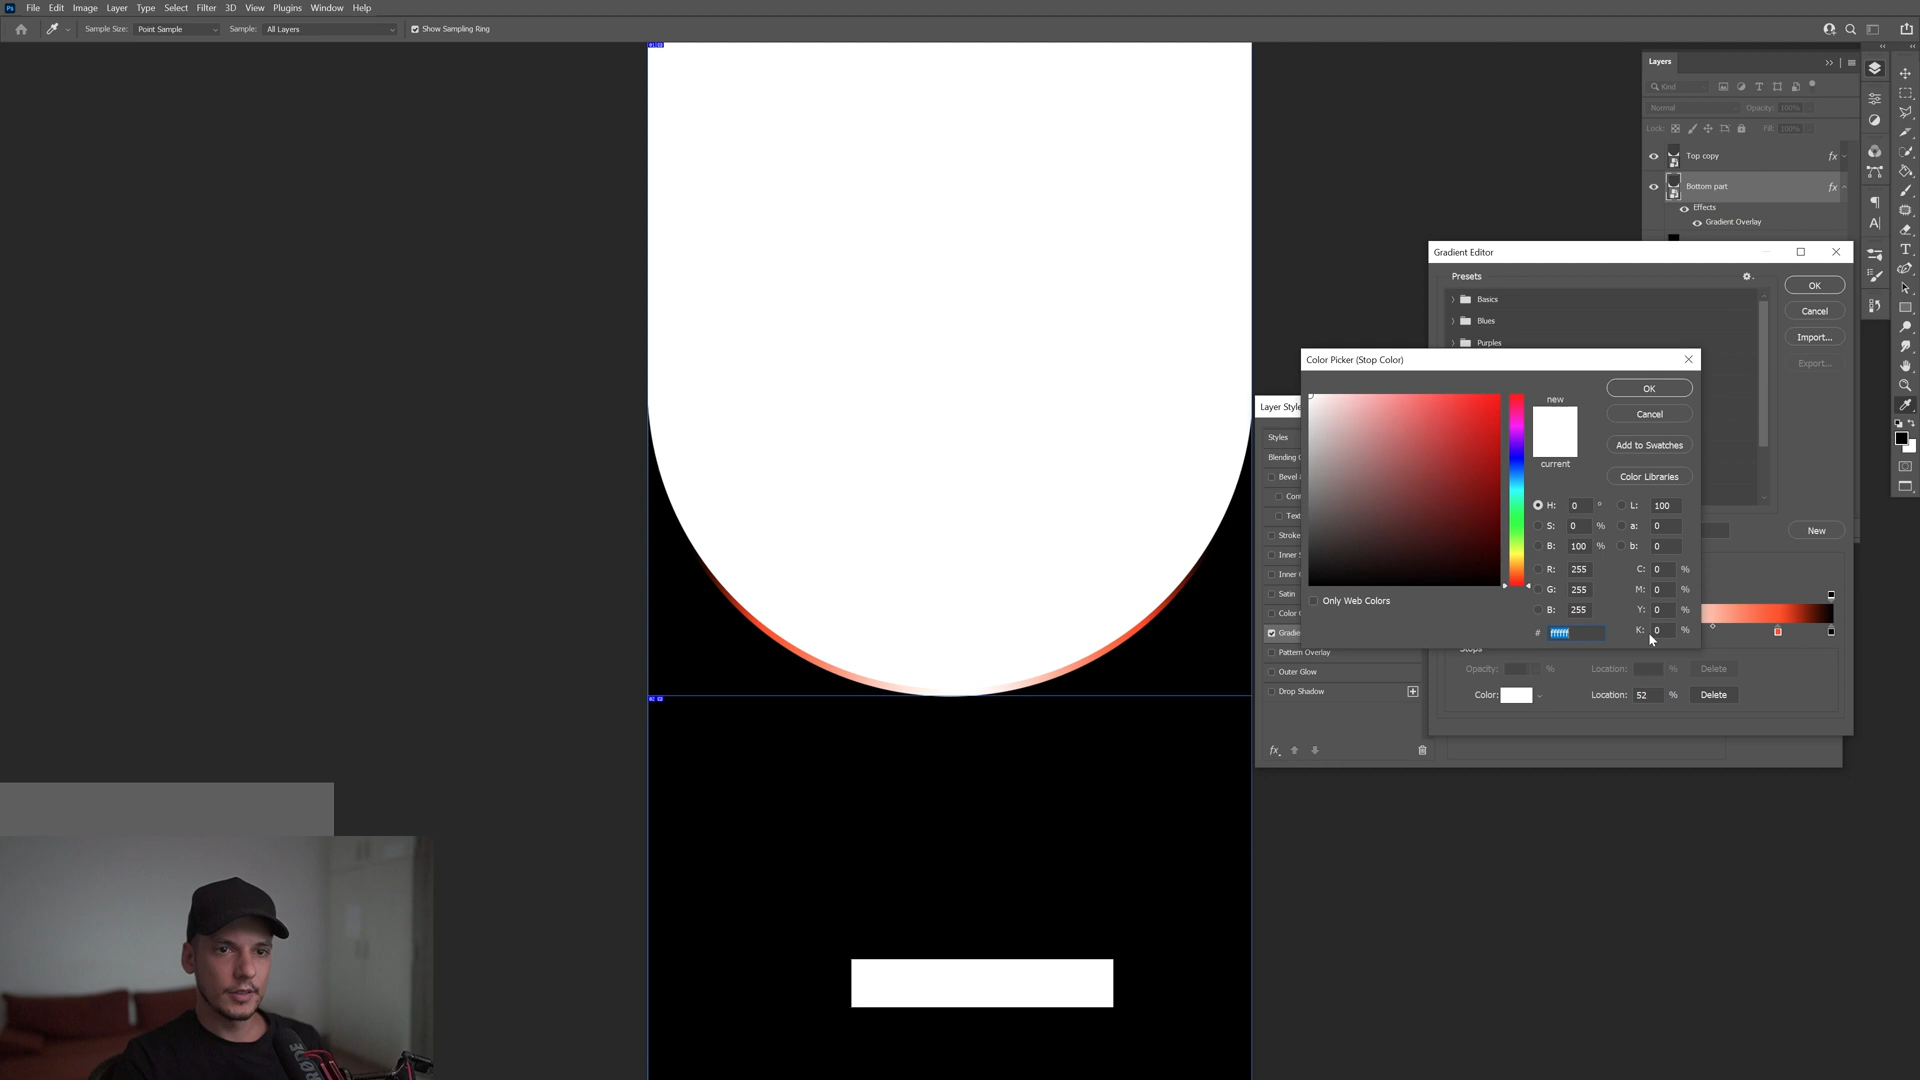 Ps File Edit Image Layer Type Select Filter 3D View Plugins Window Help
Sample Size: Point Sample Sample: All Layers Show Sampling Ring
Layers
Kind
Normal Opacity: 100%
Lock: Fill: 100%
Top copy fx
Bottom part fx
Effects
Gradient Overlay
Gradient Editor
Presets
Basics
Blues
Purples
OK
Cancel
Import...
Export...
New
Color Picker (Stop Color)
new
current
OK
Cancel
Add to Swatches
Color Libraries
H: 0 ° L: 100
S: 0 % a: 0
B: 100 % b: 0
R: 255 C: 0 %
G: 255 M: 0 %
B: 255 Y: 0 %
# ffffff K: 0 %
Only Web Colors
Layer Style
Styles
Blending
Bevel
Stroke
Inner
Inner
Satin
Color
Pattern Overlay
Outer Glow
Drop Shadow
fx
Stops
Opacity: % Location: % Delete
Color: Location: 52 % Delete
RØDE